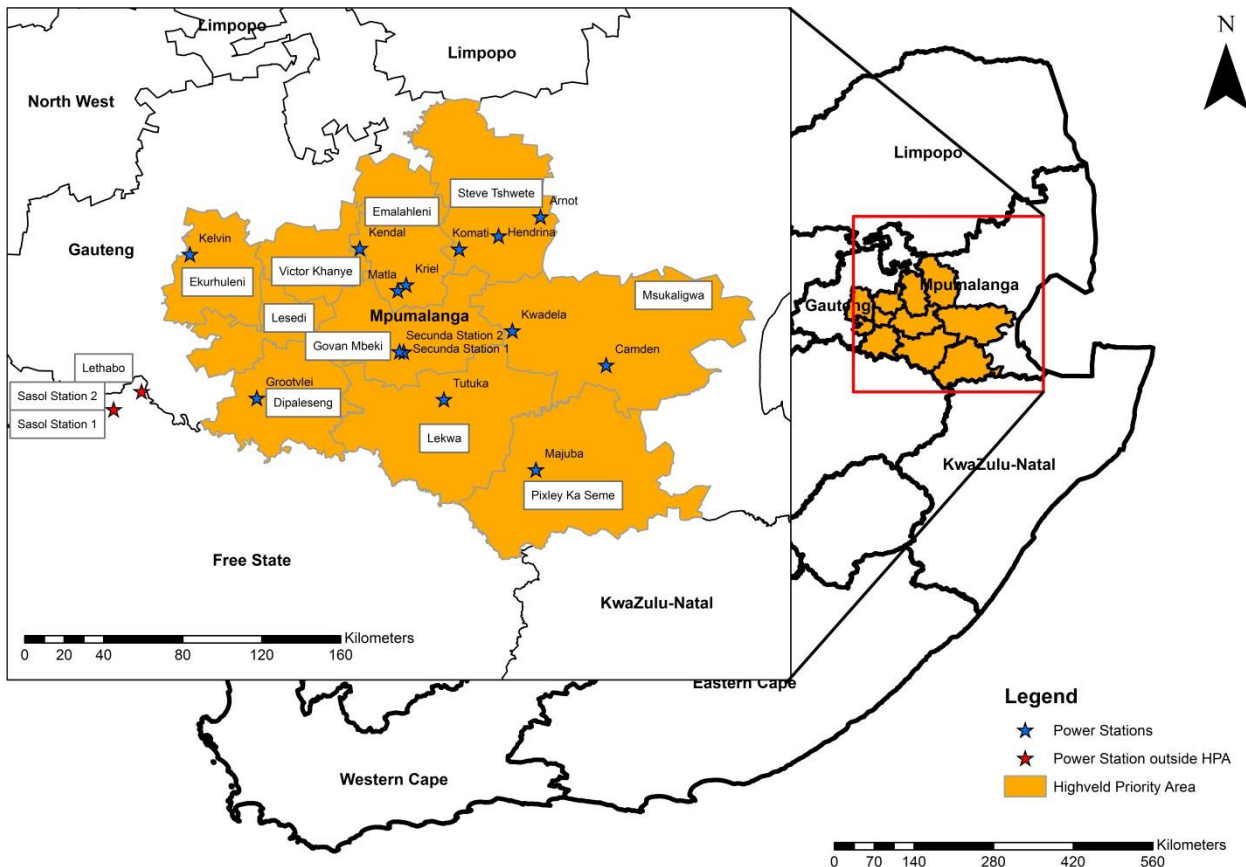 Limpopo
Limpopo
North West
Steve Tshwete
Arnot
Emalahleni
Kendal
Komati
Hendrina
Gauteng
Kelvin
Ekurhuleni
Victor Khanye
Matla
Kriel
Msukaligwa
Lesedi
Mpumalanga
Kwadela
Govan Mbeki
Secunda Station 2
Secunda Station 1
Camden
Lethabo
Sasol Station 2
Sasol Station 1
Grootvlei
Dipaleseng
Tutuka
Lekwa
Majuba
Pixley Ka Seme
Free State
KwaZulu-Natal
Kilometers
0 20 40 80 120 160
N
Limpopo
Mpumalanga
Gauteng
KwaZulu-Natal
Eastern Cape
Western Cape
Legend
Power Stations
Power Station outside HPA
Highveld Priority Area
Kilometers
0 70 140 280 420 560